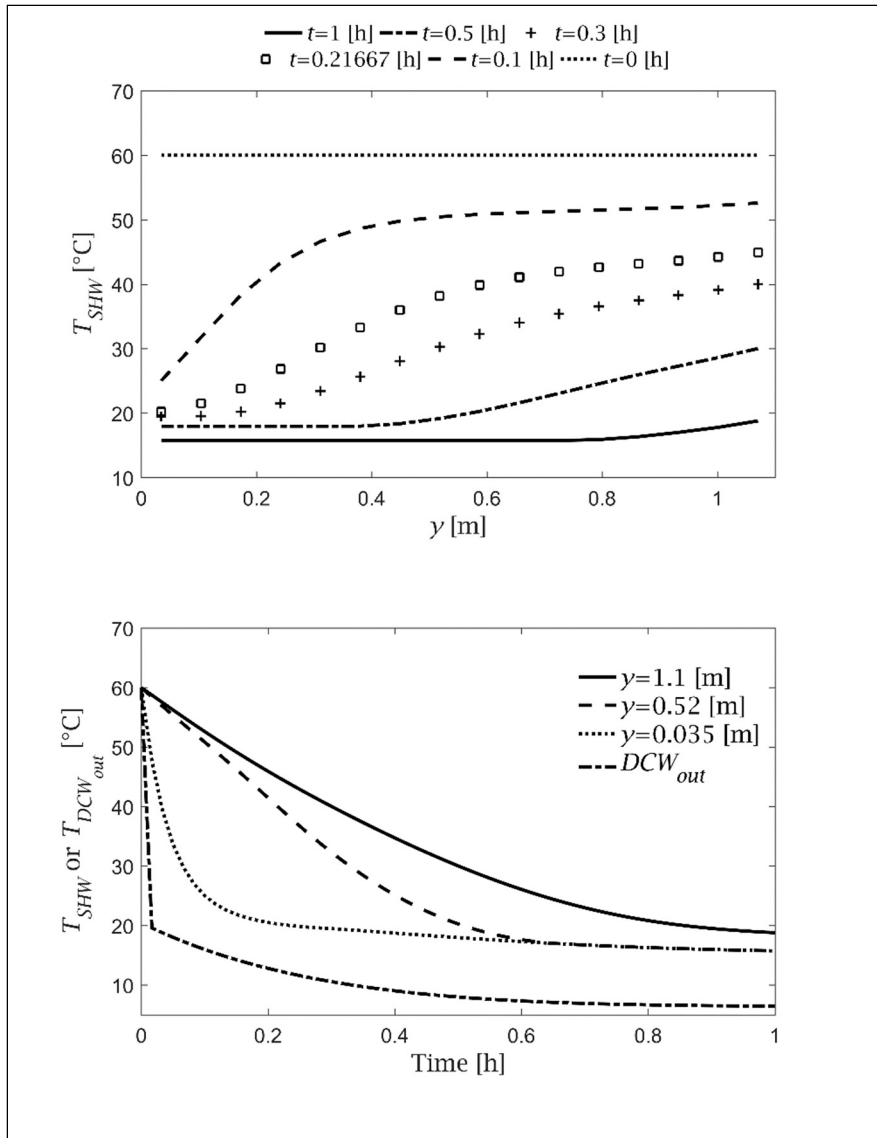 t=1 [h] t=0.5 [h] t=0.3 [h]
t=0.21667 [h] t=0.1 [h] t=0 [h]
70
60
50
40
30
20
10
T_SHW [°C]
0 0.2 0.4 0.6 0.8 1
y [m]
70
60
50
40
30
20
10
T_SHW or T_DCW_out [°C]
y=1.1 [m]
y=0.52 [m]
y=0.035 [m]
DCW_out
0 0.2 0.4 0.6 0.8 1
Time [h]